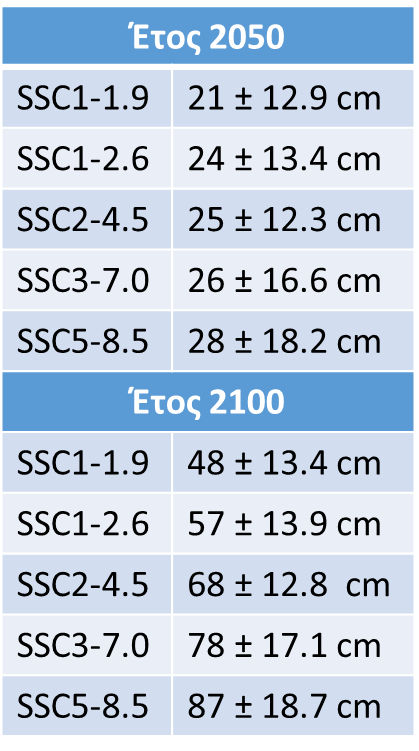 Έτος 2050
SSC1-1.9 21 ± 12.9 cm
SSC1-2.6 24 ± 13.4 cm
SSC2-4.5 25 ± 12.3 cm
SSC3-7.0 26 ± 16.6 cm
SSC5-8.5 28 ± 18.2 cm
Έτος 2100
SSC1-1.9 48 ± 13.4 cm
SSC1-2.6 57 ± 13.9 cm
SSC2-4.5 68 ± 12.8 cm
SSC3-7.0 78 ± 17.1 cm
SSC5-8.5 87 ± 18.7 cm